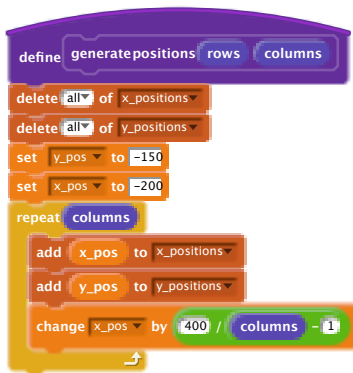 define generatepositions rows columns
delete all of x_positions
delete all of y_positions
set y_pos to -150
set x_pos to -200
repeat columns
add x_pos to x_positions
add y_pos to y_positions
change x_pos by 400 / columns - 1